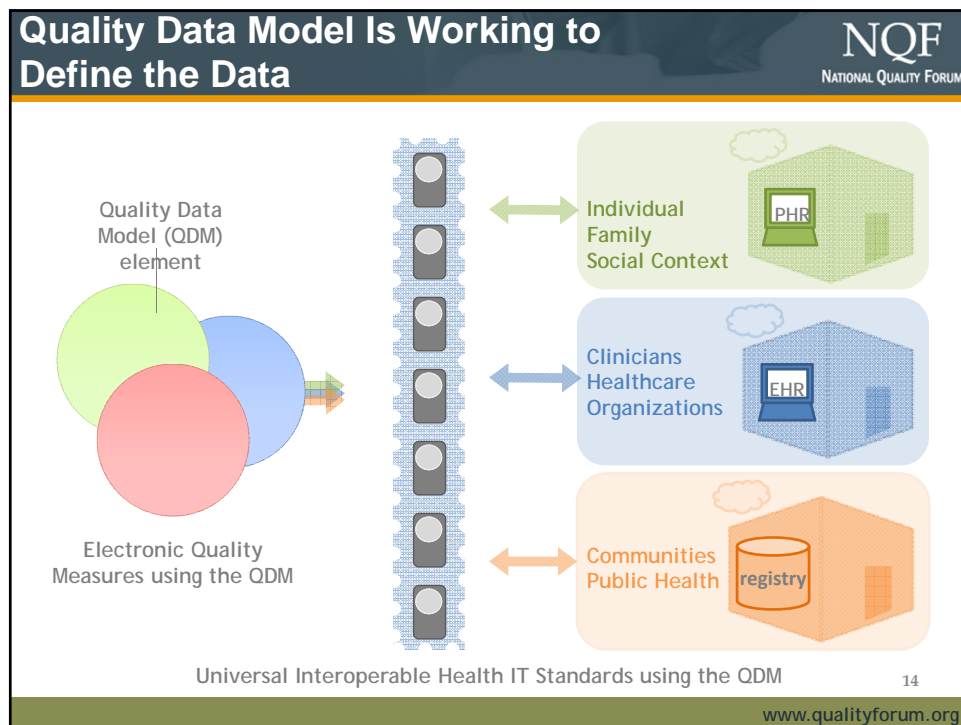 Quality Data Model Is Working to
Define the Data
NQF
NATIONAL QUALITY FORUM
Quality Data
Model (QDM)
element
Electronic Quality
Measures using the QDM
Individual
Family
Social Context
PHR
Clinicians
Healthcare
Organizations
EHR
Communities
Public Health
registry
Universal Interoperable Health IT Standards using the QDM
14
www.qualityforum.org